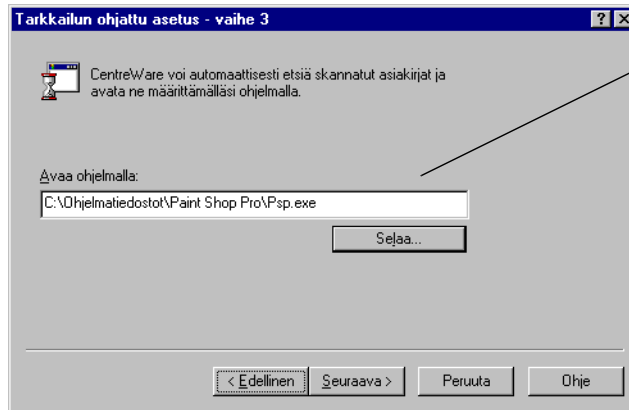 Tarkkailun ohjattu asetus - vaihe 3
CentreWare voi automaattisesti etsiä skannatut asiakirjat ja
avata ne määrittämälläsi ohjelmalla.
Avaa ohjelmalla:
C:\Ohjelmatiedostot\Paint Shop Pro\Psp.exe
Selaa...
< Edellinen
Seuraava >
Peruuta
Ohje